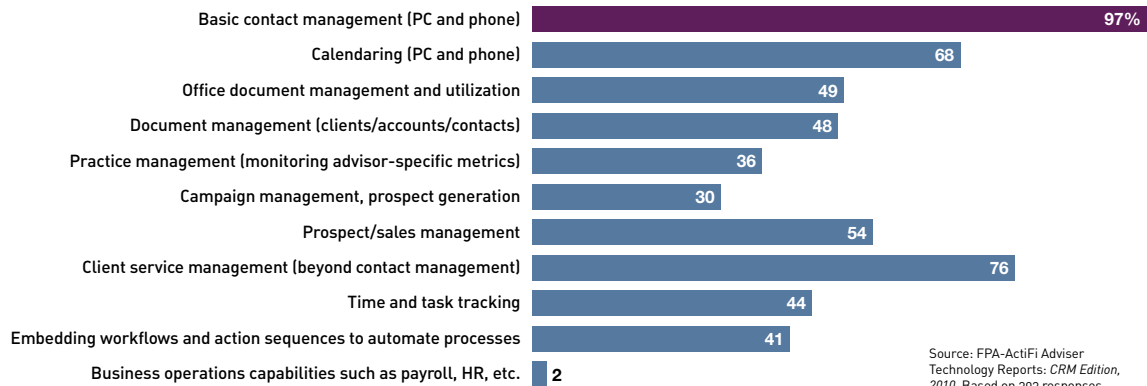 Basic contact management (PC and phone) 97%
Calendaring (PC and phone) 68
Office document management and utilization 49
Document management (clients/accounts/contacts) 48
Practice management (monitoring advisor-specific metrics) 36
Campaign management, prospect generation 30
Prospect/sales management 54
Client service management (beyond contact management) 76
Time and task tracking 44
Embedding workflows and action sequences to automate processes 41
Business operations capabilities such as payroll, HR, etc. 2
Source: FPA-ActiFi Adviser
Technology Reports: CRM Edition,
2010. Based on responses